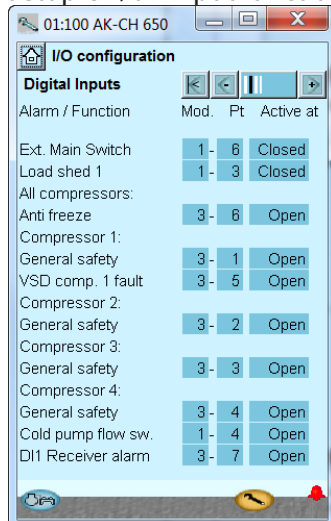 01:100 AK-CH 650
I/O configuration
Digital Inputs
Alarm / Function Mod. Pt Active at
Ext. Main Switch 1 - 6 Closed
Load shed 1 1 - 3 Closed
All compressors:
Anti freeze 3 - 6 Open
Compressor 1:
General safety 3 - 1 Open
VSD comp. 1 fault 3 - 5 Open
Compressor 2:
General safety 3 - 2 Open
Compressor 3:
General safety 3 - 3 Open
Compressor 4:
General safety 3 - 4 Open
Cold pump flow sw. 1 - 4 Open
DI1 Receiver alarm 3 - 7 Open